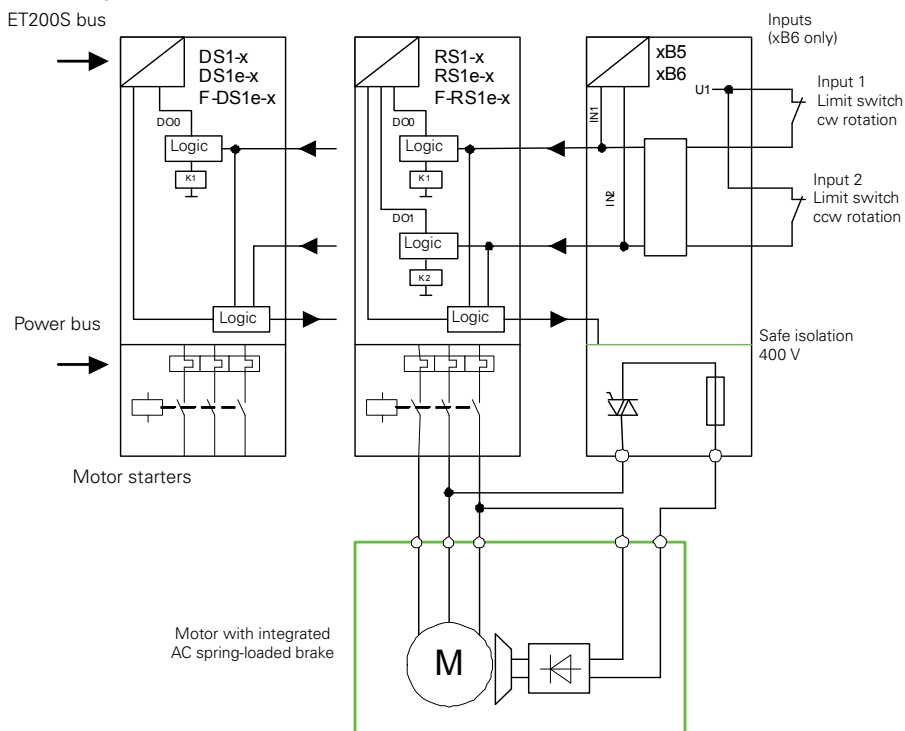 ET200S bus
DS1-x
DS1e-x
F-DS1e-x
DO0
Logic
K1
Logic
RS1-x
RS1e-x
F-RS1e-x
DO0
Logic
K1
DO1
Logic
K2
Logic
xB5
xB6
U1
IN1
IN2
Inputs
(xB6 only)
Input 1
Limit switch
cw rotation
Input 2
Limit switch
ccw rotation
Power bus
Safe isolation
400 V
Motor starters
Motor with integrated
AC spring-loaded brake
M